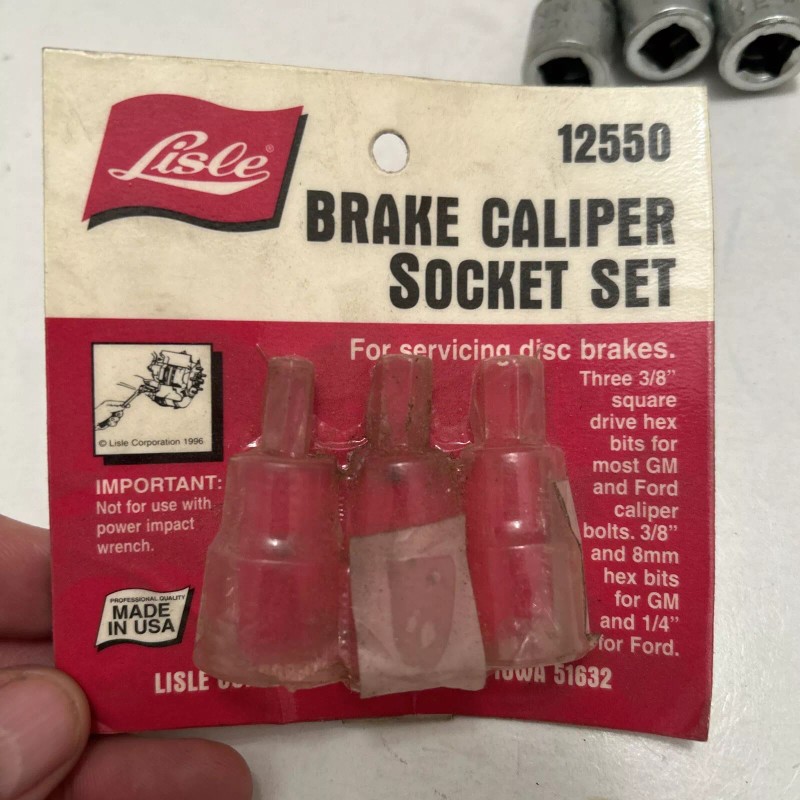 Lisle®
12550
BRAKE CALIPER
SOCKET SET
For servicing disc brakes.
Three 3/8"
square
drive hex
bits for
most GM
and Ford
caliper
bolts. 3/8"
and 8mm
hex bits
for GM
and 1/4"
for Ford.
© Lisle Corporation 1996
IMPORTANT:
Not for use with
power impact
wrench.
PROFESSIONAL QUALITY
MADE
IN USA
LISLE IOWA 51632